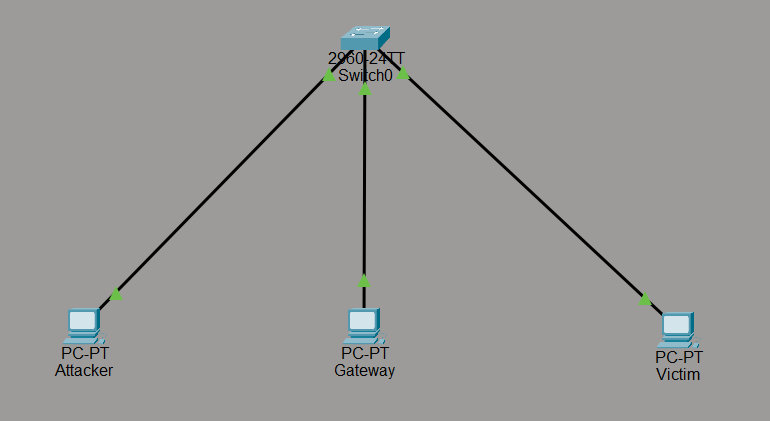 2960-24TT
Switch0
PC-PT
Attacker
PC-PT
Gateway
PC-PT
Victim